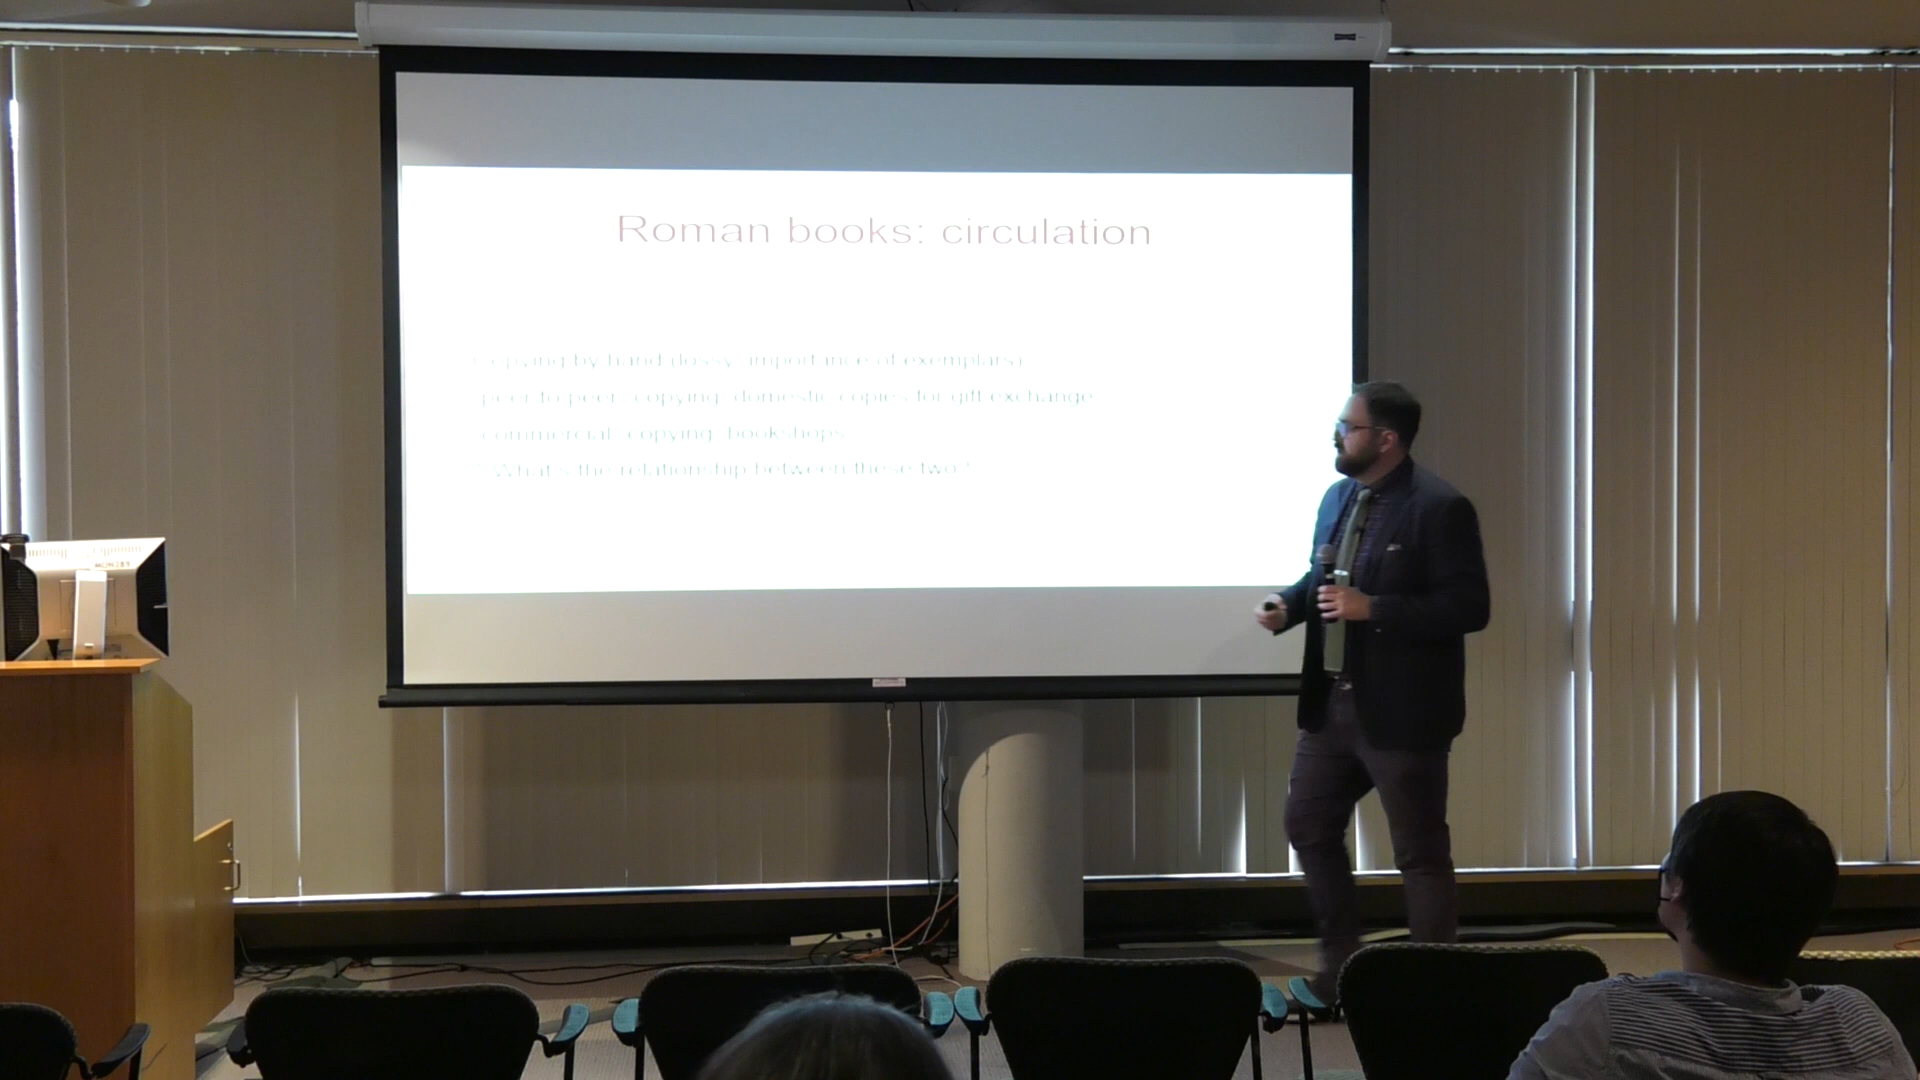 Roman books: circulation
Copying by hand (lossy, importance of exemplars)
peer to peer copying: domestic copies for gift exchange
commercial copying: bookshops
What's the relationship between these two?